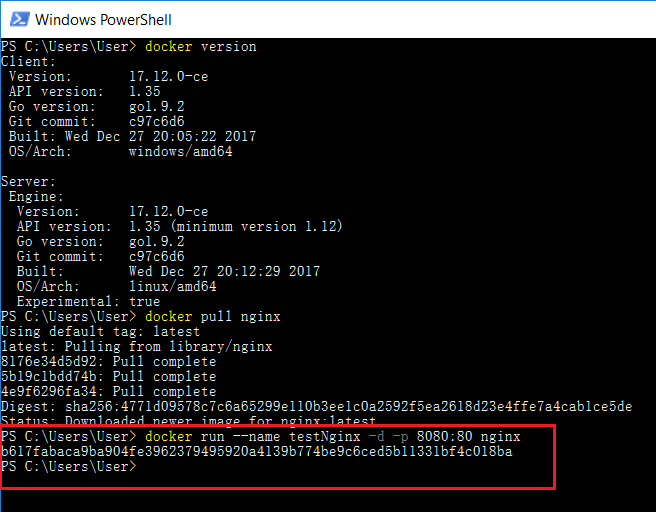 Windows PowerShell
PS C:\Users\User> docker version
Client:
 Version:       17.12.0-ce
 API version:   1.35
 Go version:    go1.9.2
 Git commit:    c97c6d6
 Built: Wed Dec 27 20:05:22 2017
 OS/Arch:       windows/amd64
Server:
 Engine:
  Version:      17.12.0-ce
  API version:  1.35 (minimum version 1.12)
  Go version:   go1.9.2
  Git commit:   c97c6d6
  Built:        Wed Dec 27 20:12:29 2017
  OS/Arch:      linux/amd64
  Experimental: true
PS C:\Users\User> docker pull nginx
Using default tag: latest
latest: Pulling from library/nginx
8176e34d5d92: Pull complete
5b19c1bdd74b: Pull complete
4e9f6296fa34: Pull complete
Digest: sha256:4771d09578c7c6a65299e110b3ee1c0a2592f5ea2618d23e4ffe7a4cab1ce5de
Status: Downloaded newer image for nginx:latest
PS C:\Users\User> docker run --name testNginx -d -p 8080:80 nginx
b617fabaca9ba904fe3962379495920a4139b774be9c6ced5b11331bf4c018ba
PS C:\Users\User>